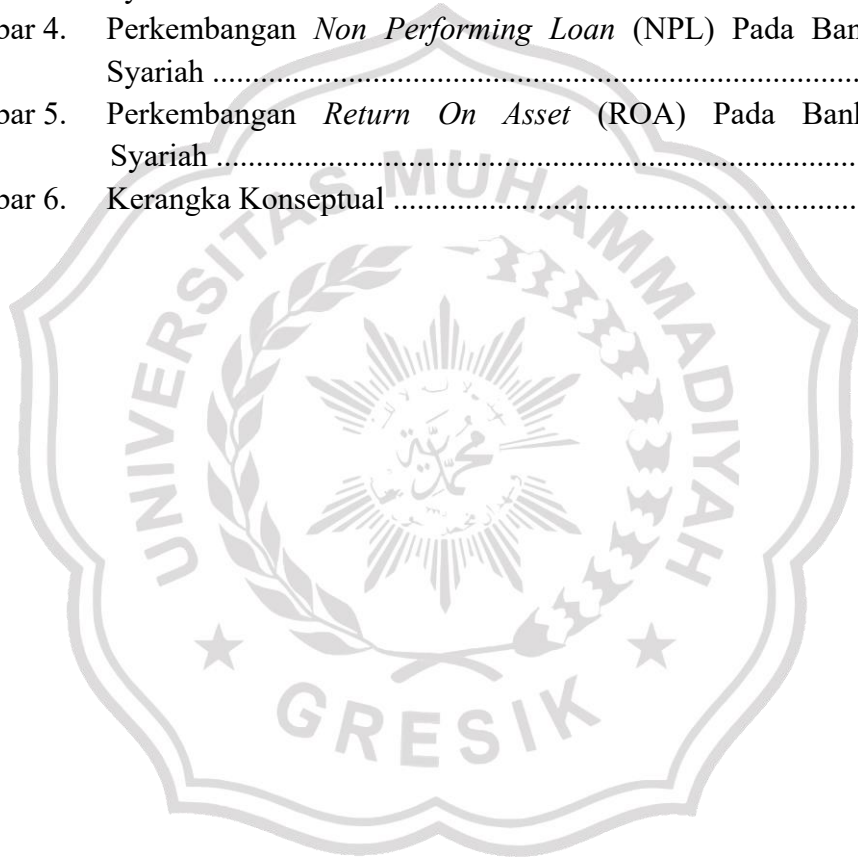 bar 4. Perkembangan Non Performing Loan (NPL) Pada Ban
Syariah ....................................................................................
bar 5. Perkembangan Return On Asset (ROA) Pada Bank
Syariah ....................................................................................
bar 6. Kerangka Konseptual .............................................................
UNIVERSITAS MUHAMMADIYAH
محمد
GRESIK